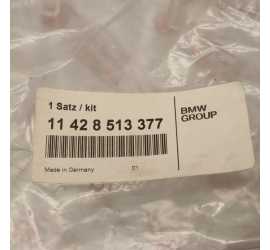 1 Satz / kit
11 42 8 513 377
BMW
GROUP
Made in Germany